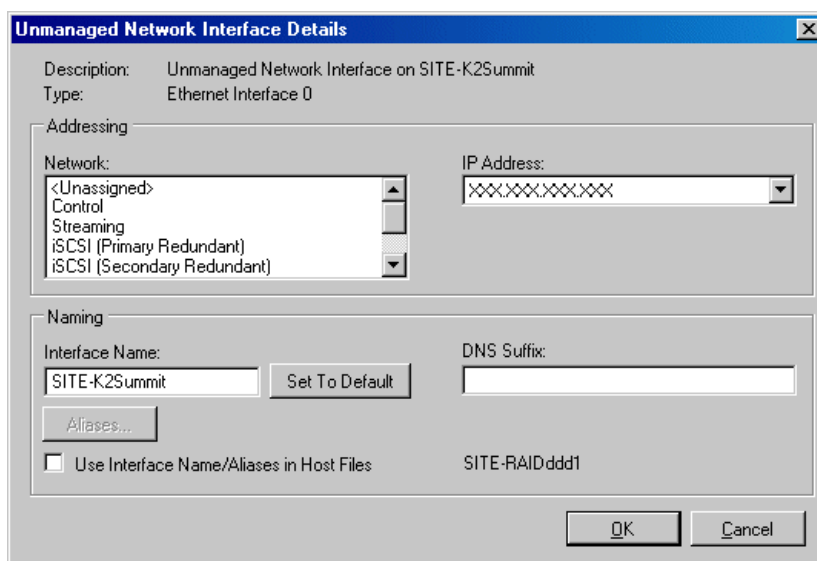 Unmanaged Network Interface Details
Description: Unmanaged Network Interface on SITE-K2Summit
Type: Ethernet Interface 0
Addressing
Network:
<Unassigned>
Control
Streaming
iSCSI (Primary Redundant)
iSCSI (Secondary Redundant)
IP Address:
XXX.XXX.XXX.XXX
Naming
Interface Name:
SITE-K2Summit
Set To Default
DNS Suffix:
Aliases...
Use Interface Name/Aliases in Host Files
SITE-RAIDddd1
OK
Cancel